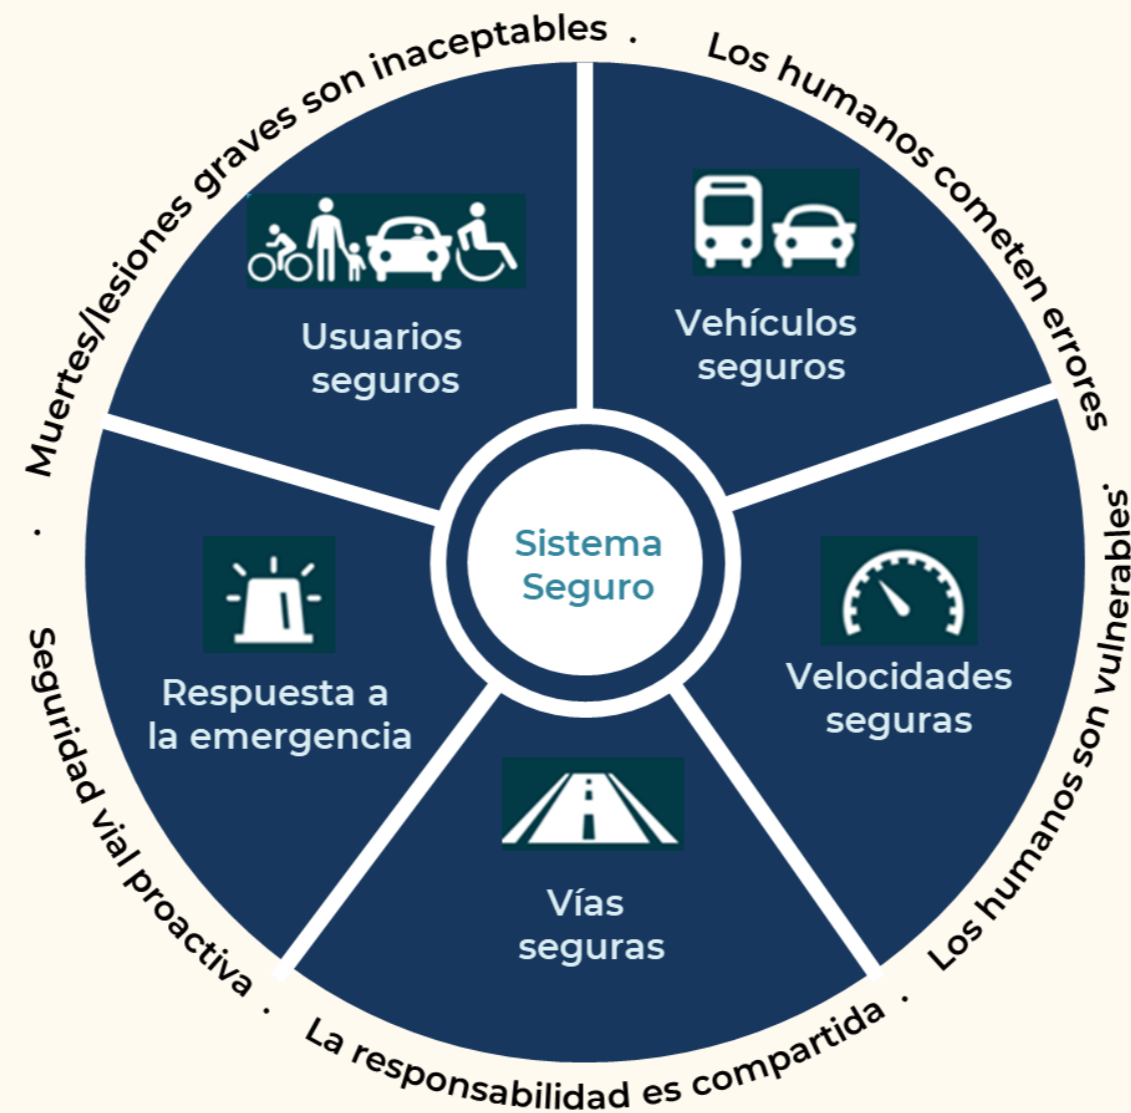 Muertes/lesiones graves son inaceptables .
Los humanos cometen errores .
Los humanos son vulnerables .
La responsabilidad es compartida .
Seguridad vial proactiva .
Usuarios
seguros
Vehículos
seguros
Sistema
Seguro
Respuesta a
la emergencia
Velocidades
seguras
Vías
seguras